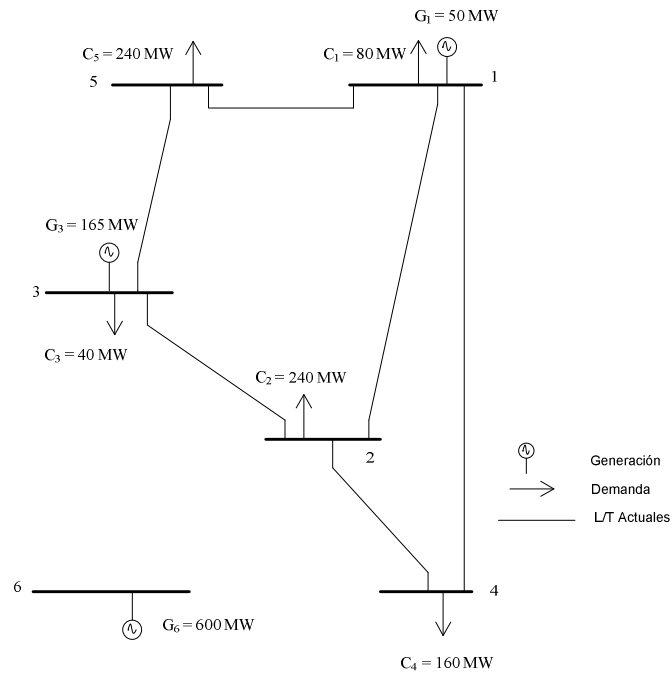 G₁ = 50 MW
C₅ = 240 MW
C₁ = 80 MW
5
1
G₃ = 165 MW
3
C₃ = 40 MW
C₂ = 240 MW
2
Generación
Demanda
L/T Actuales
6
4
G₆ = 600 MW
C₄ = 160 MW